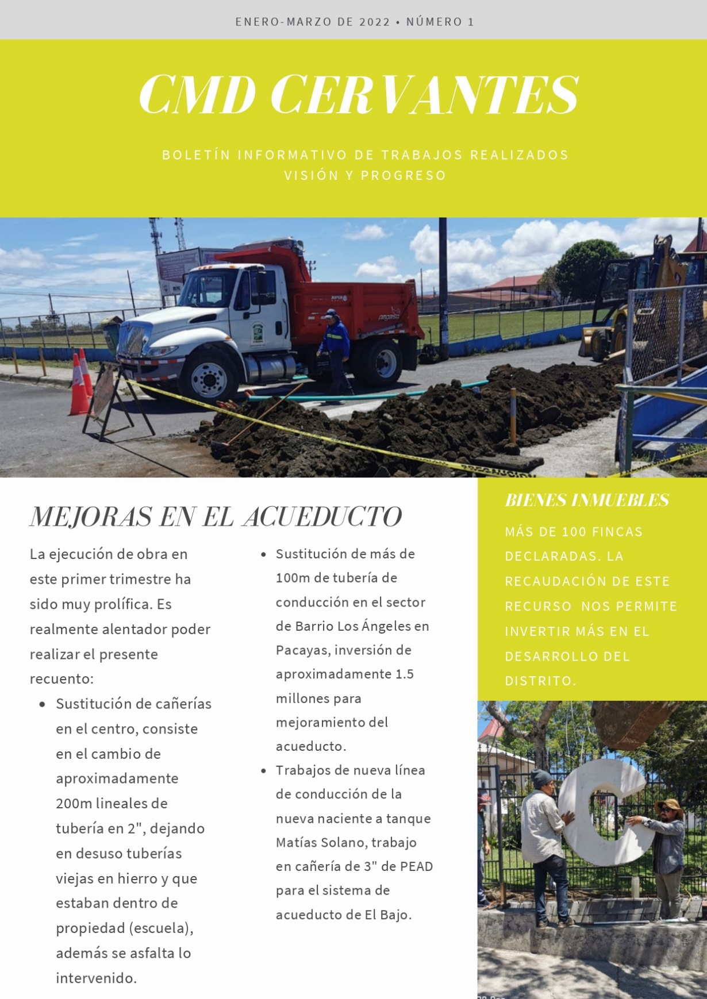 ENERO-MARZO DE 2022 • NÚMERO 1
CMD CERVANTES
BOLETÍN INFORMATIVO DE TRABAJOS REALIZADOS
VISIÓN Y PROGRESO
MEJORAS EN EL ACUEDUCTO
La ejecución de obra en
este primer trimestre ha
sido muy prolífica. Es
realmente alentador poder
realizar el presente
recuento:
• Sustitución de cañerías
en el centro, consiste
en el cambio de
aproximadamente
200m lineales de
tubería en 2", dejando
en desuso tuberías
viejas en hierro y que
estaban dentro de
propiedad (escuela),
además se asfalta lo
intervenido.
• Sustitución de más de
100m de tubería de
conducción en el sector
de Barrio Los Ángeles en
Pacayas, inversión de
aproximadamente 1.5
millones para
mejoramiento del
acueducto.
• Trabajos de nueva línea
de conducción de la
nueva naciente a tanque
Matías Solano, trabajo
en cañería de 3" de PEAD
para el sistema de
acueducto de El Bajo.
BIENES INMUEBLES
MÁS DE 100 FINCAS
DECLARADAS. LA
RECAUDACIÓN DE ESTE
RECURSO NOS PERMITE
INVERTIR MÁS EN EL
DESARROLLO DEL
DISTRITO.
C